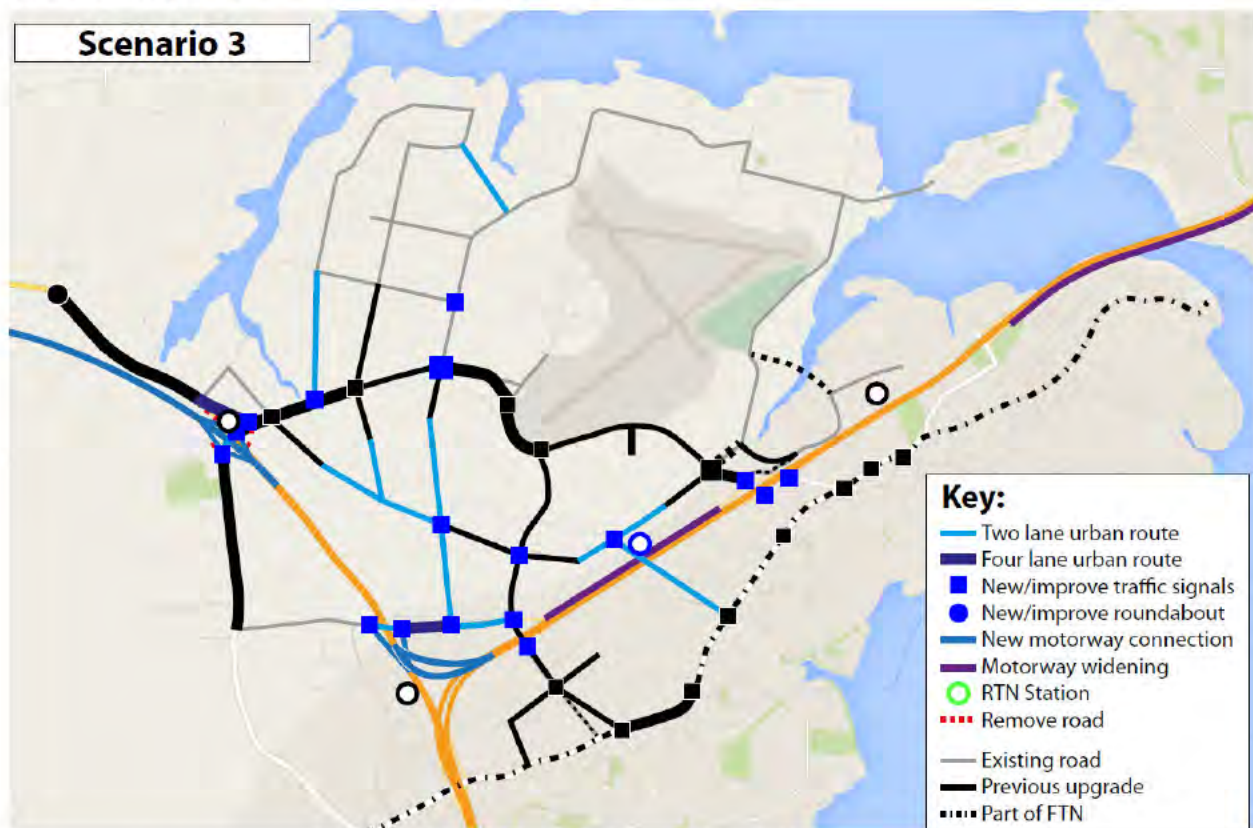 Scenario 3
Key:
Two lane urban route
Four lane urban route
New/improve traffic signals
New/improve roundabout
New motorway connection
Motorway widening
RTN Station
Remove road
Existing road
Previous upgrade
Part of FTN